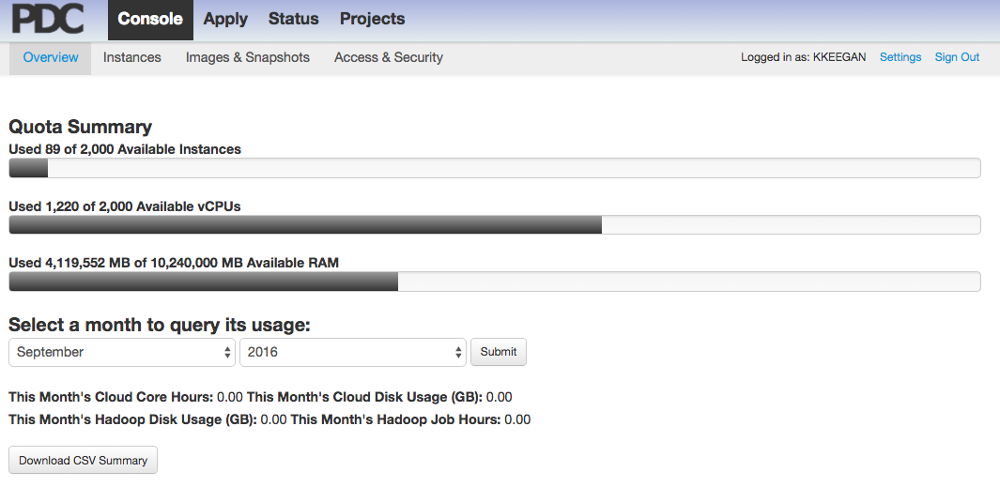 PDC Console Apply Status Projects
Overview Instances Images & Snapshots Access & Security Logged in as: KKEEGAN Settings Sign Out
Quota Summary
Used 89 of 2,000 Available Instances
Used 1,220 of 2,000 Available vCPUs
Used 4,119,552 MB of 10,240,000 MB Available RAM
Select a month to query its usage:
September 2016 Submit
This Month's Cloud Core Hours: 0.00 This Month's Cloud Disk Usage (GB): 0.00
This Month's Hadoop Disk Usage (GB): 0.00 This Month's Hadoop Job Hours: 0.00
Download CSV Summary